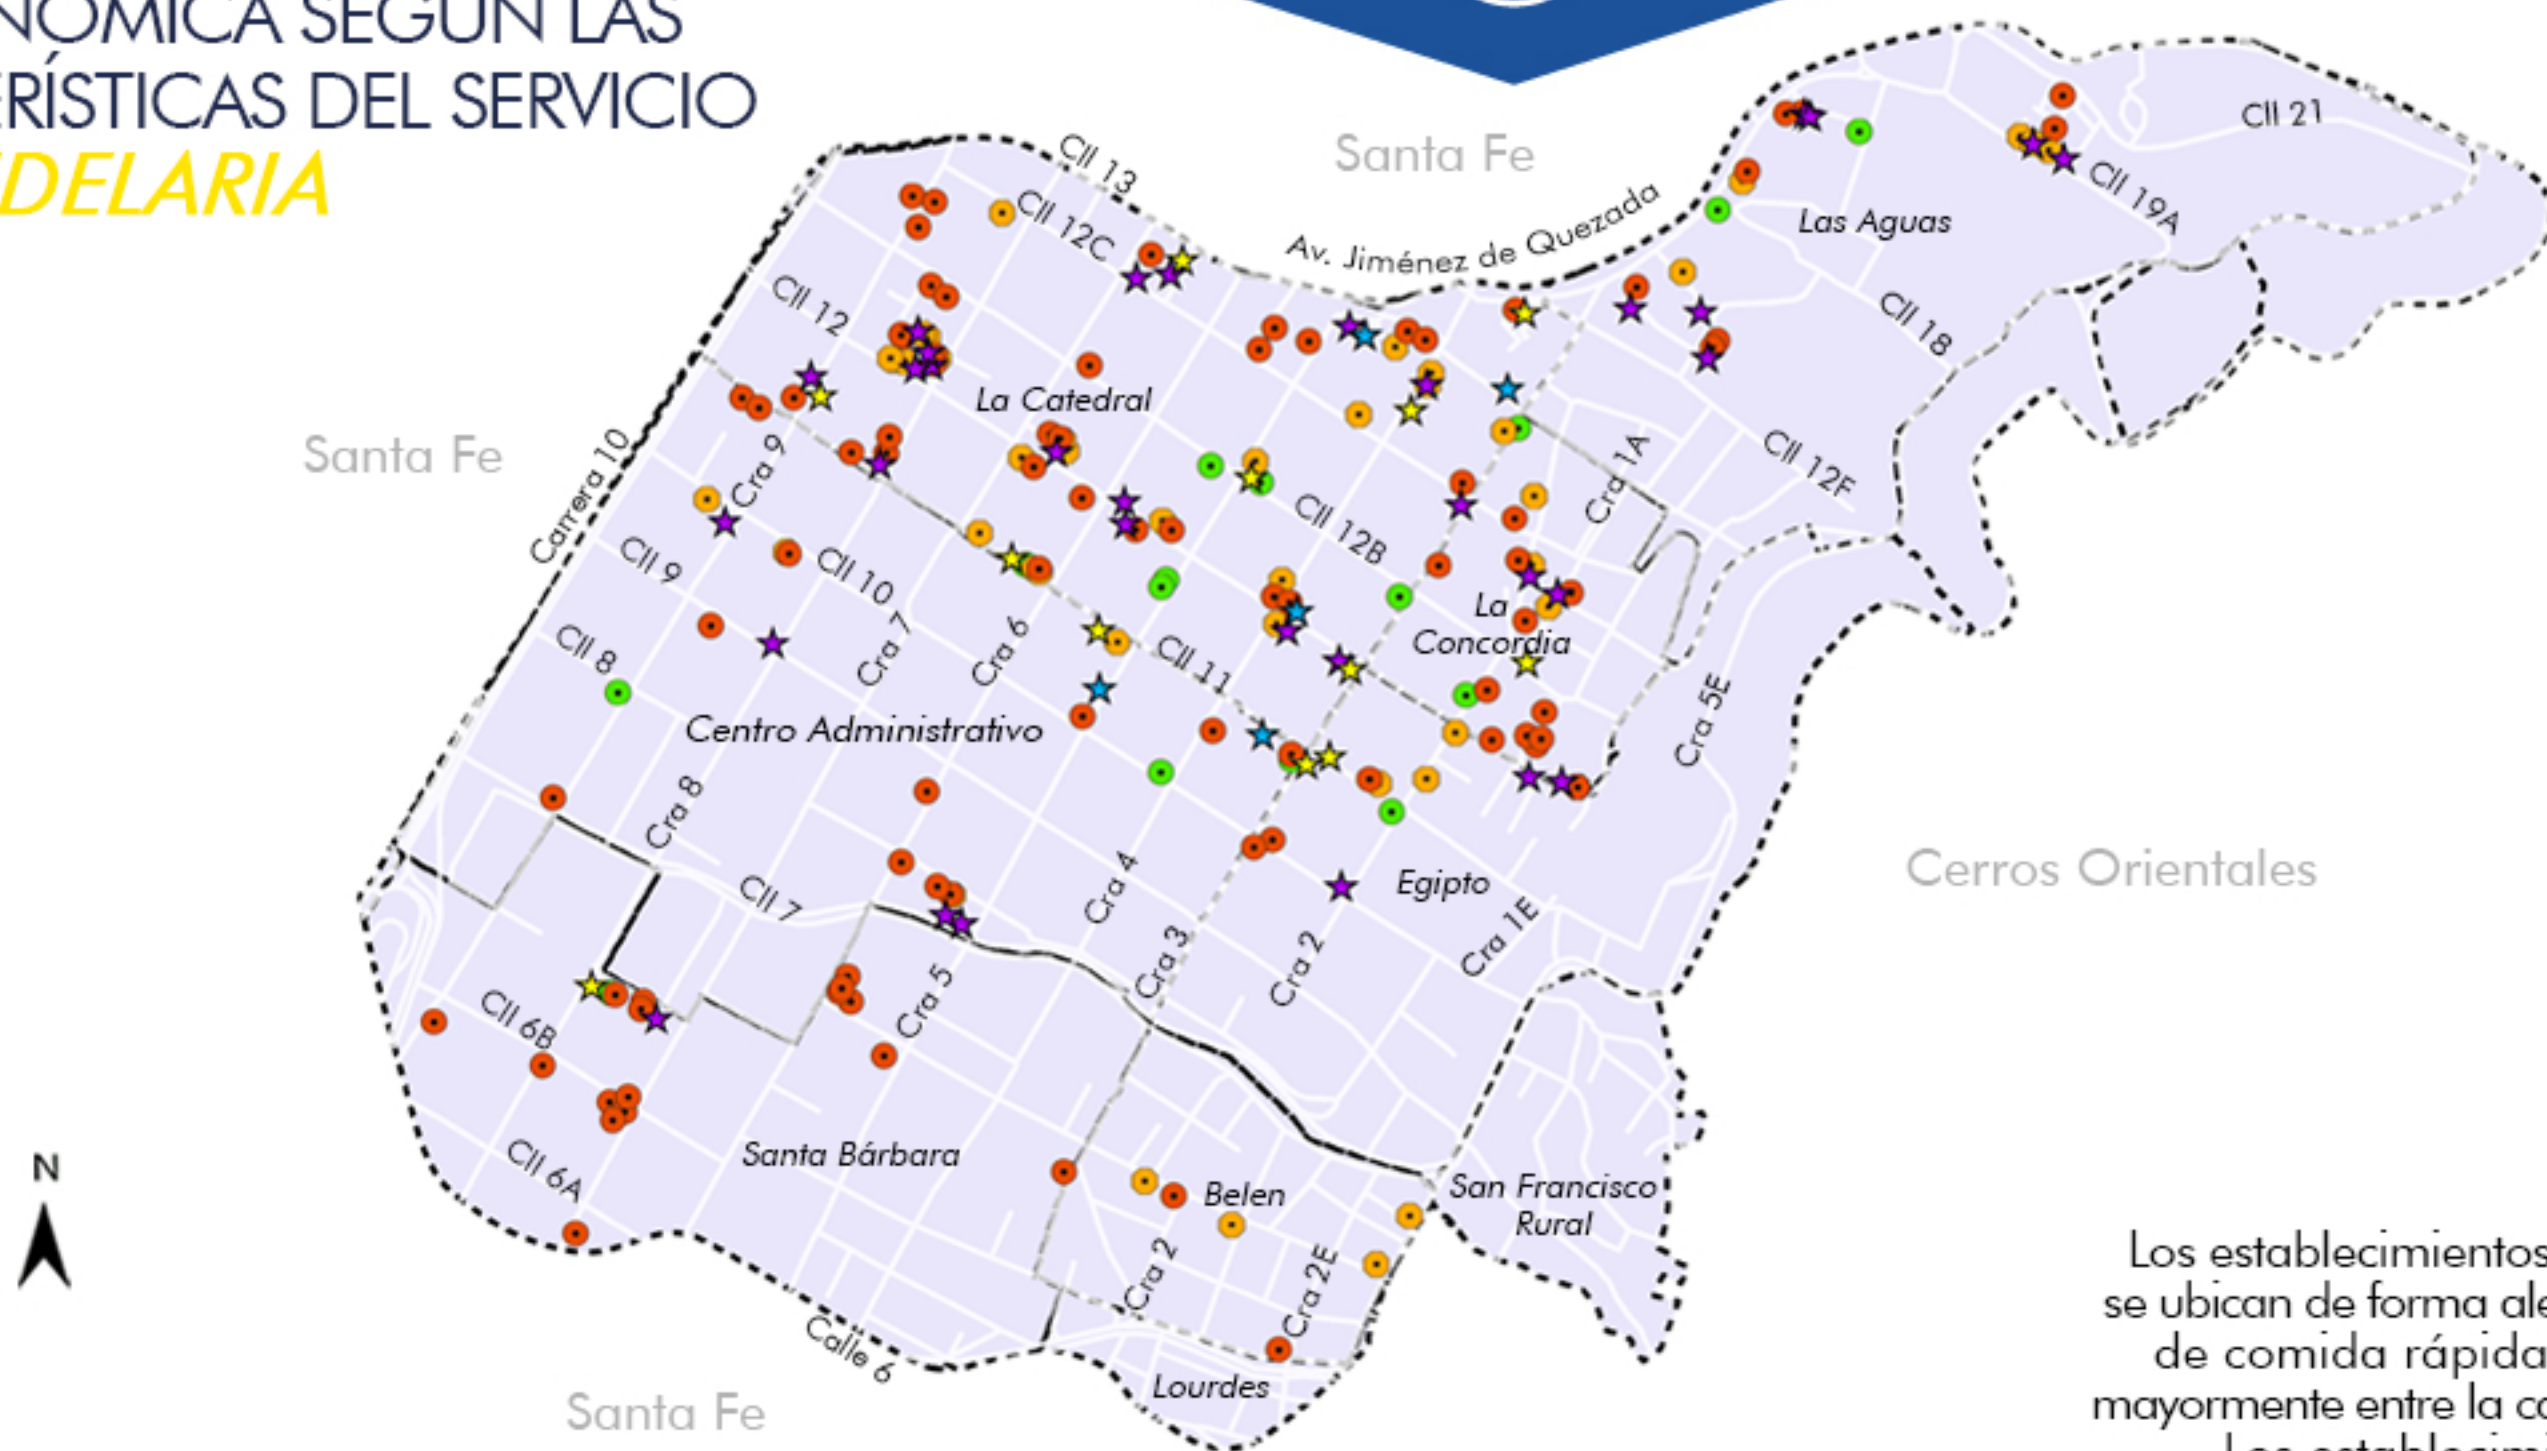 NÓMICA SEGÚN LAS
ERÍSTICAS DEL SERVICIO
DELARIA
Cll 21
Cll 13
Santa Fe
Cll 19A
Cll 12C
Las Aguas
Av. Jiménez de Quezada
Cll 12
Cll 18
La Catedral
Santa Fe
Carrera 10
Cra 9
Cra 1A
Cll 12F
Cll 12B
Cll 9
Cll 10
La
Concordia
Cll 8
Cra 7
Cra 6
Cll 11
Cra 5E
Centro Administrativo
Cra 8
Cerros Orientales
Egipto
Cll 7
Cra 4
Cra 1E
Cra 3
Cra 2
Cra 5
Cll 6B
N
Santa Bárbara
Cll 6A
Belen
San Francisco
Rural
Cra 2
Cra 2E
Calle 6
Lourdes
Santa Fe
Los establecimientos
se ubican de forma ale
de comida rápida
mayormente entre la ca